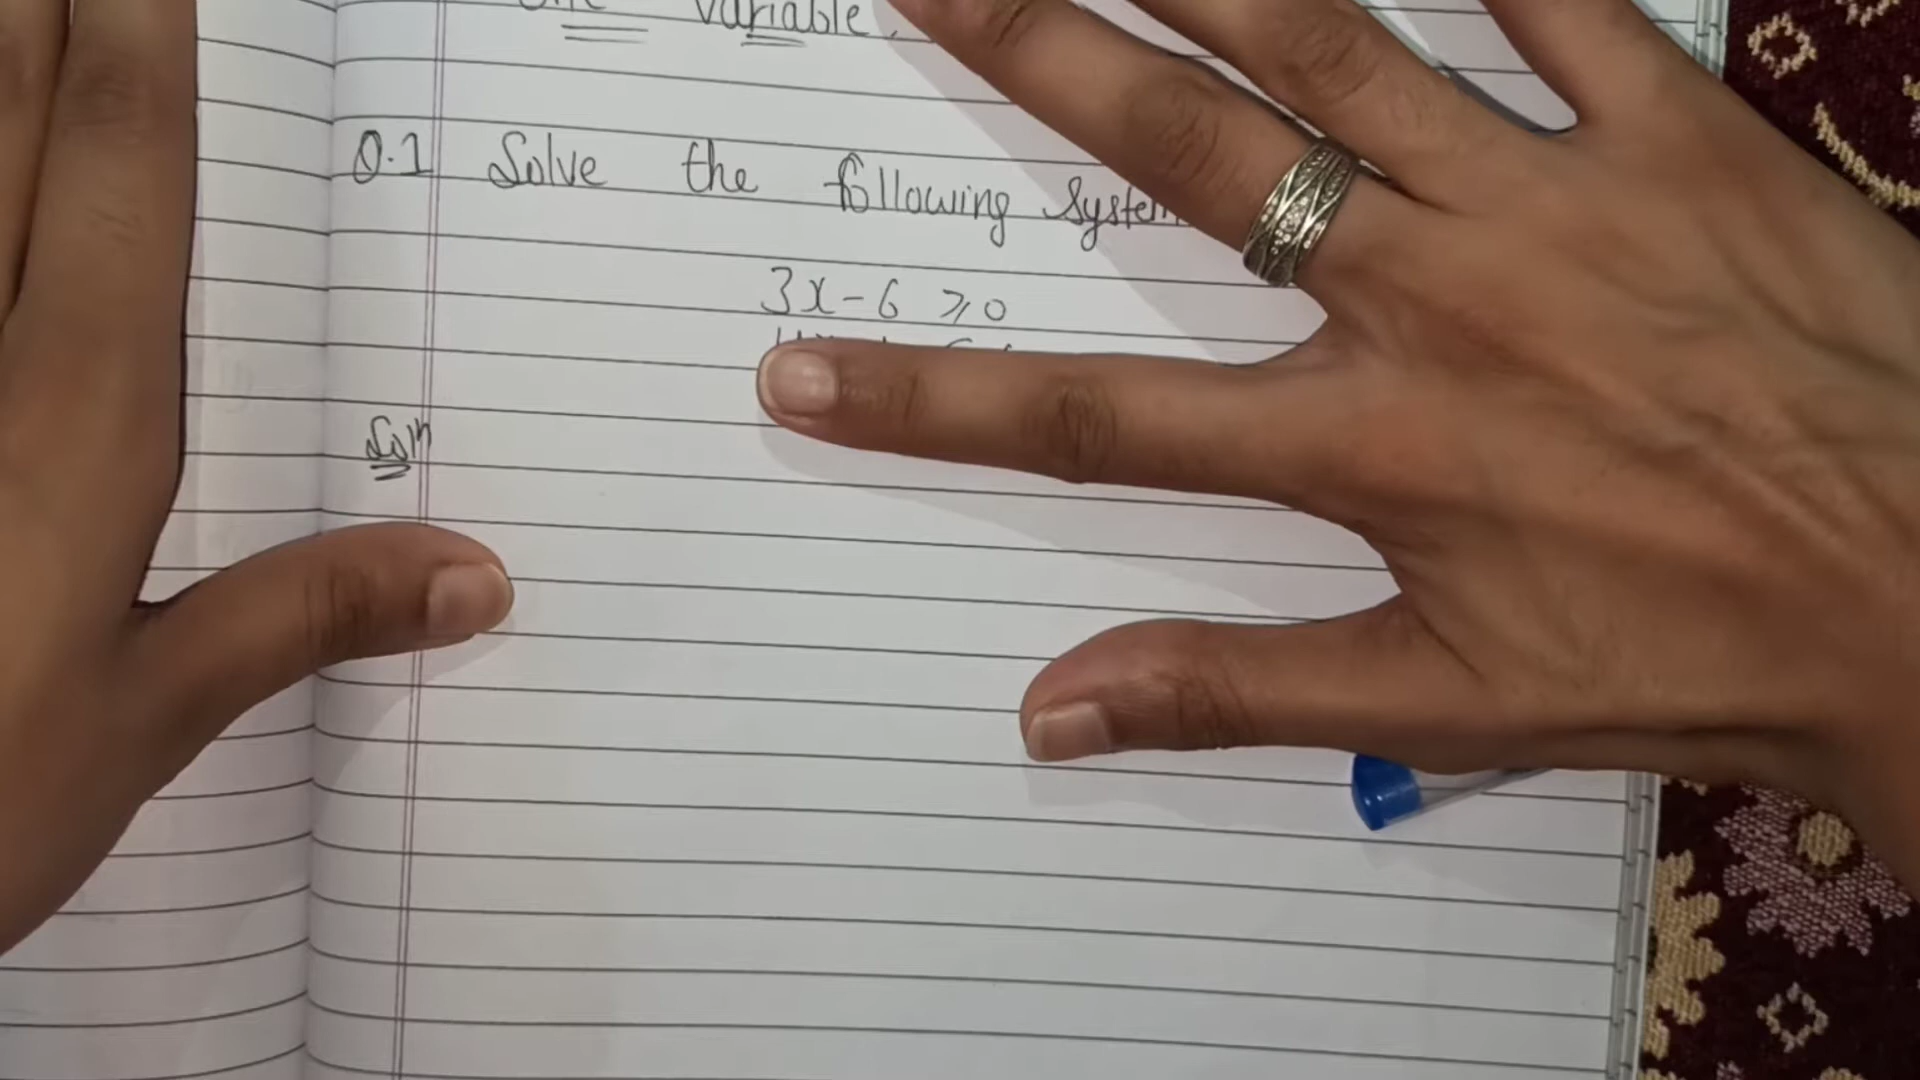 variable.
Q.1 Solve the following system
3x - 6 ⩾ 0
Soln